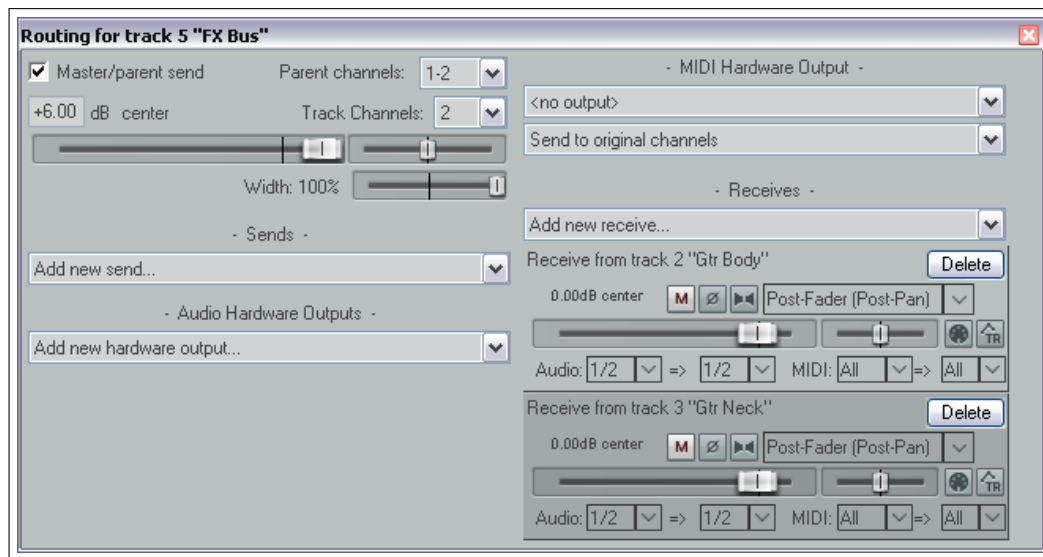 Routing for track 5 "FX Bus"
Master/parent send Parent channels: 1-2
+6.00 dB center Track Channels: 2
Width: 100%
- Sends -
Add new send...
- Audio Hardware Outputs -
Add new hardware output...
- MIDI Hardware Output -
<no output>
Send to original channels
- Receives -
Add new receive...
Receive from track 2 "Gtr Body" Delete
0.00dB center M Ø Post-Fader (Post-Pan)
TR
Audio: 1/2 => 1/2 MIDI: All => All
Receive from track 3 "Gtr Neck" Delete
0.00dB center M Ø Post-Fader (Post-Pan)
TR
Audio: 1/2 => 1/2 MIDI: All => All